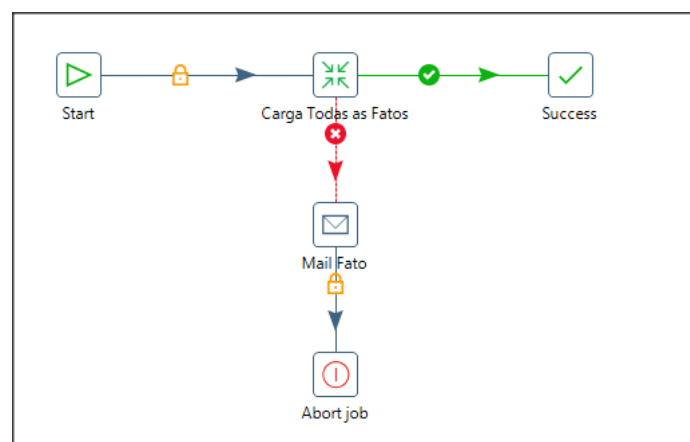 Start
Carga Todas as Fatos
Success
Mail Fato
Abort job